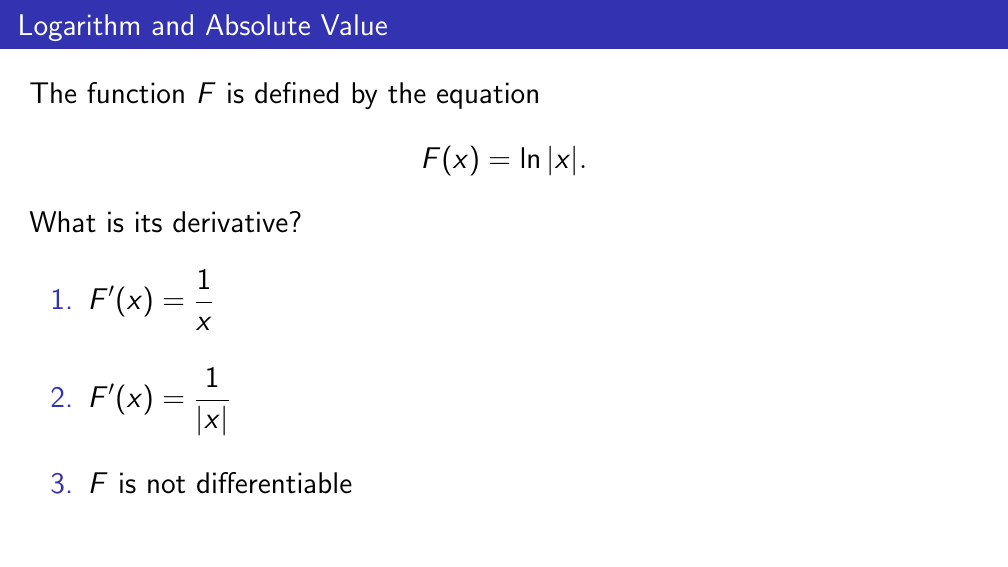 Logarithm and Absolute Value
The function F is defined by the equation
F(x) = ln |x|.
What is its derivative?
1. F′(x) = 1/x
2. F′(x) = 1/|x|
3. F is not differentiable